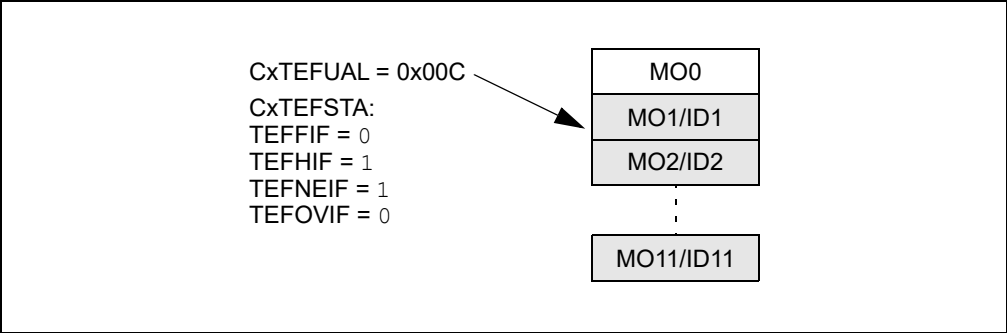 CxTEFUAL = 0x00C
CxTEFSTA:
TEFFIF = 0
TEFHIF = 1
TEFNEIF = 1
TEFOVIF = 0
MO0
MO1/ID1
MO2/ID2
MO11/ID11